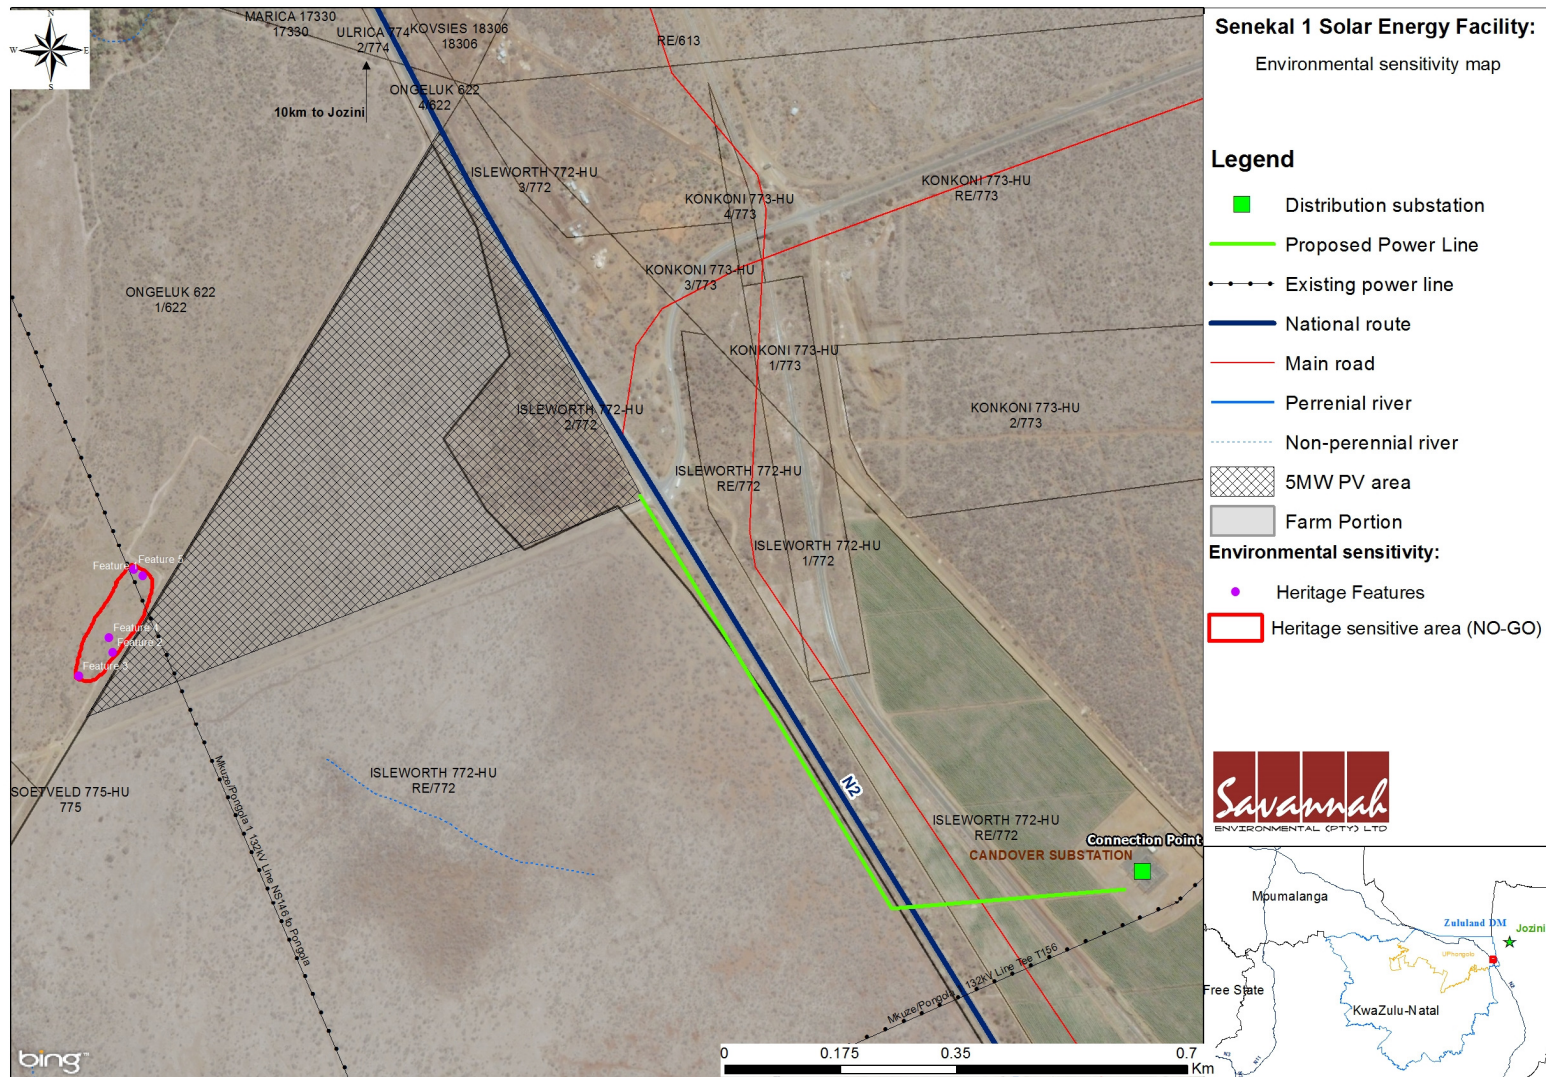 Senekal 1 Solar Energy Facility:
Environmental sensitivity map
Legend
Distribution substation
Proposed Power Line
Existing power line
National route
Main road
Perrenial river
Non-perennial river
5MW PV area
Farm Portion
Environmental sensitivity:
Heritage Features
Heritage sensitive area (NO-GO)
Savannah
ENVIRONMENTAL (PTY) LTD
N
W
E
S
MARICA 17330
17330
ULRICA 774
2/774
KOVSIES 18306
18306
RE/613
ONGELUK 622
4/622
10km to Jozini
ISLEWORTH 772-HU
3/772
KONKONI 773-HU
RE/773
KONKONI 773-HU
4/773
KONKONI 773-HU
3/773
ONGELUK 622
1/622
KONKONI 773-HU
1/773
KONKONI 773-HU
2/773
ISLEWORTH 772-HU
2/772
ISLEWORTH 772-HU
RE/772
ISLEWORTH 772-HU
1/772
Feature 5
Feature 1
Feature 4
Feature 2
Feature 3
SOETVELD 775-HU
775
ISLEWORTH 772-HU
RE/772
N2
ISLEWORTH 772-HU
RE/772
Connection Point
CANDOVER SUBSTATION
Mkuze/Pongola 1 132kV Line NS146 to Pongola
Mkuze/Pongola 132kV Line Tee T156
bing
0
0.175
0.35
0.7
Km
Mpumalanga
Zululand DM
Jozini
UPhongolo
Free State
KwaZulu-Natal
N2
N3
N11